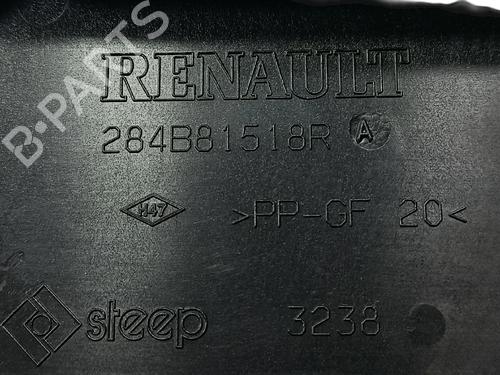 B-PARTS
RENAULT
284B81518R A
H47 >PP-GF 20<
steep 3238